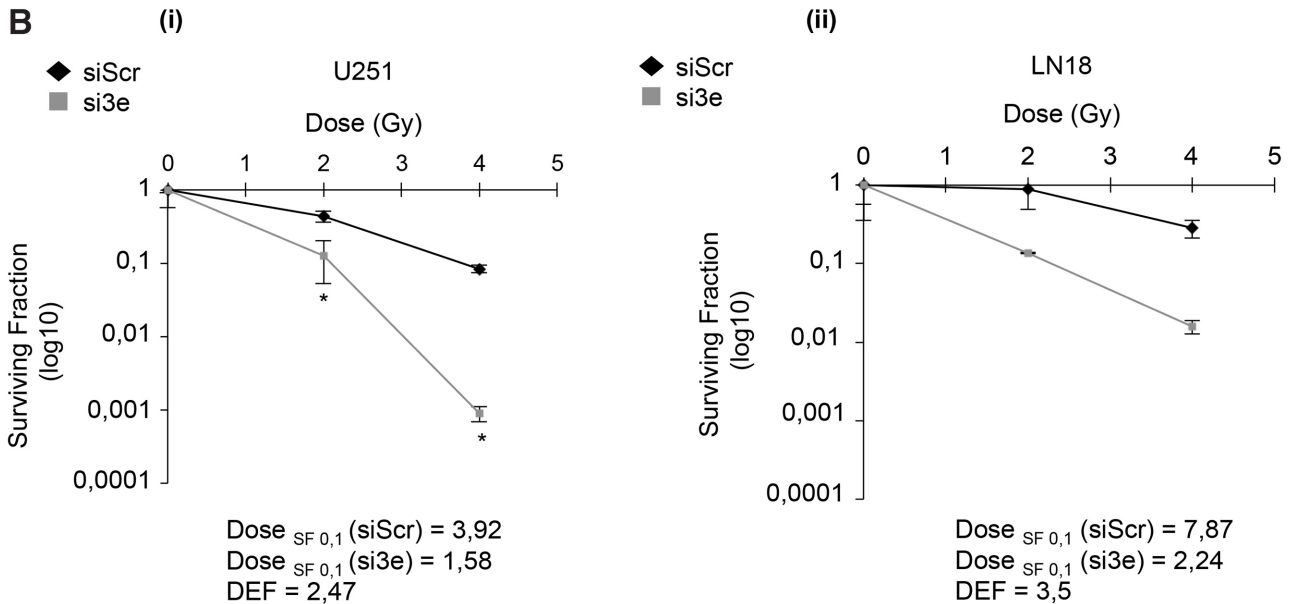 B
(i)
siScr
si3e
U251
Dose (Gy)
0 1 2 3 4 5
1
0,1
0,01
0,001
0,0001
Surviving Fraction
(log10)
*
*
Dose SF 0,1 (siScr) = 3,92
Dose SF 0,1 (si3e) = 1,58
DEF = 2,47
(ii)
siScr
si3e
LN18
Dose (Gy)
0 1 2 3 4 5
1
0,1
0,01
0,001
0,0001
Surviving Fraction
(log10)
Dose SF 0,1 (siScr) = 7,87
Dose SF 0,1 (si3e) = 2,24
DEF = 3,5